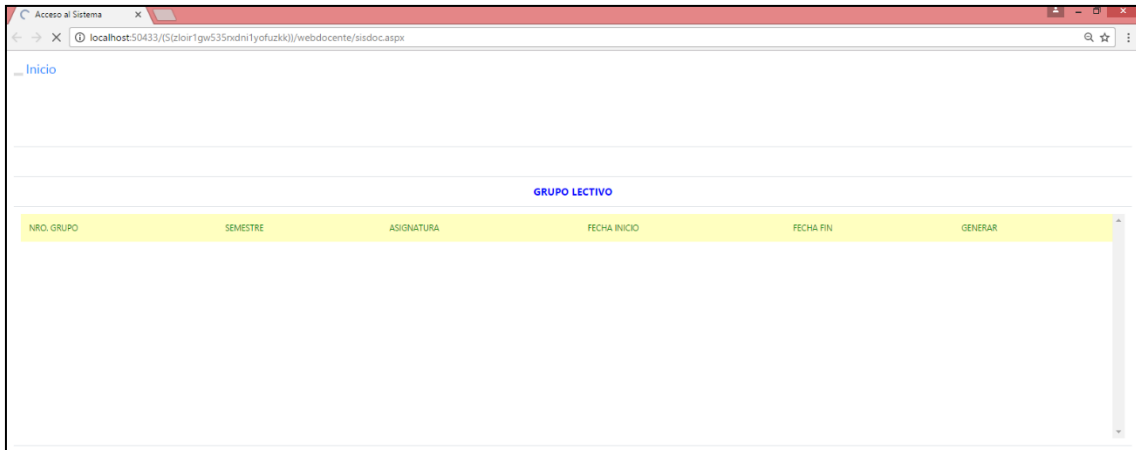 Acceso al Sistema
localhost:50433/(S(zloir1gw535rxdni1yofuzkk))/webdocente/sisdoc.aspx
Inicio
GRUPO LECTIVO
NRO. GRUPO SEMESTRE ASIGNATURA FECHA INICIO FECHA FIN GENERAR